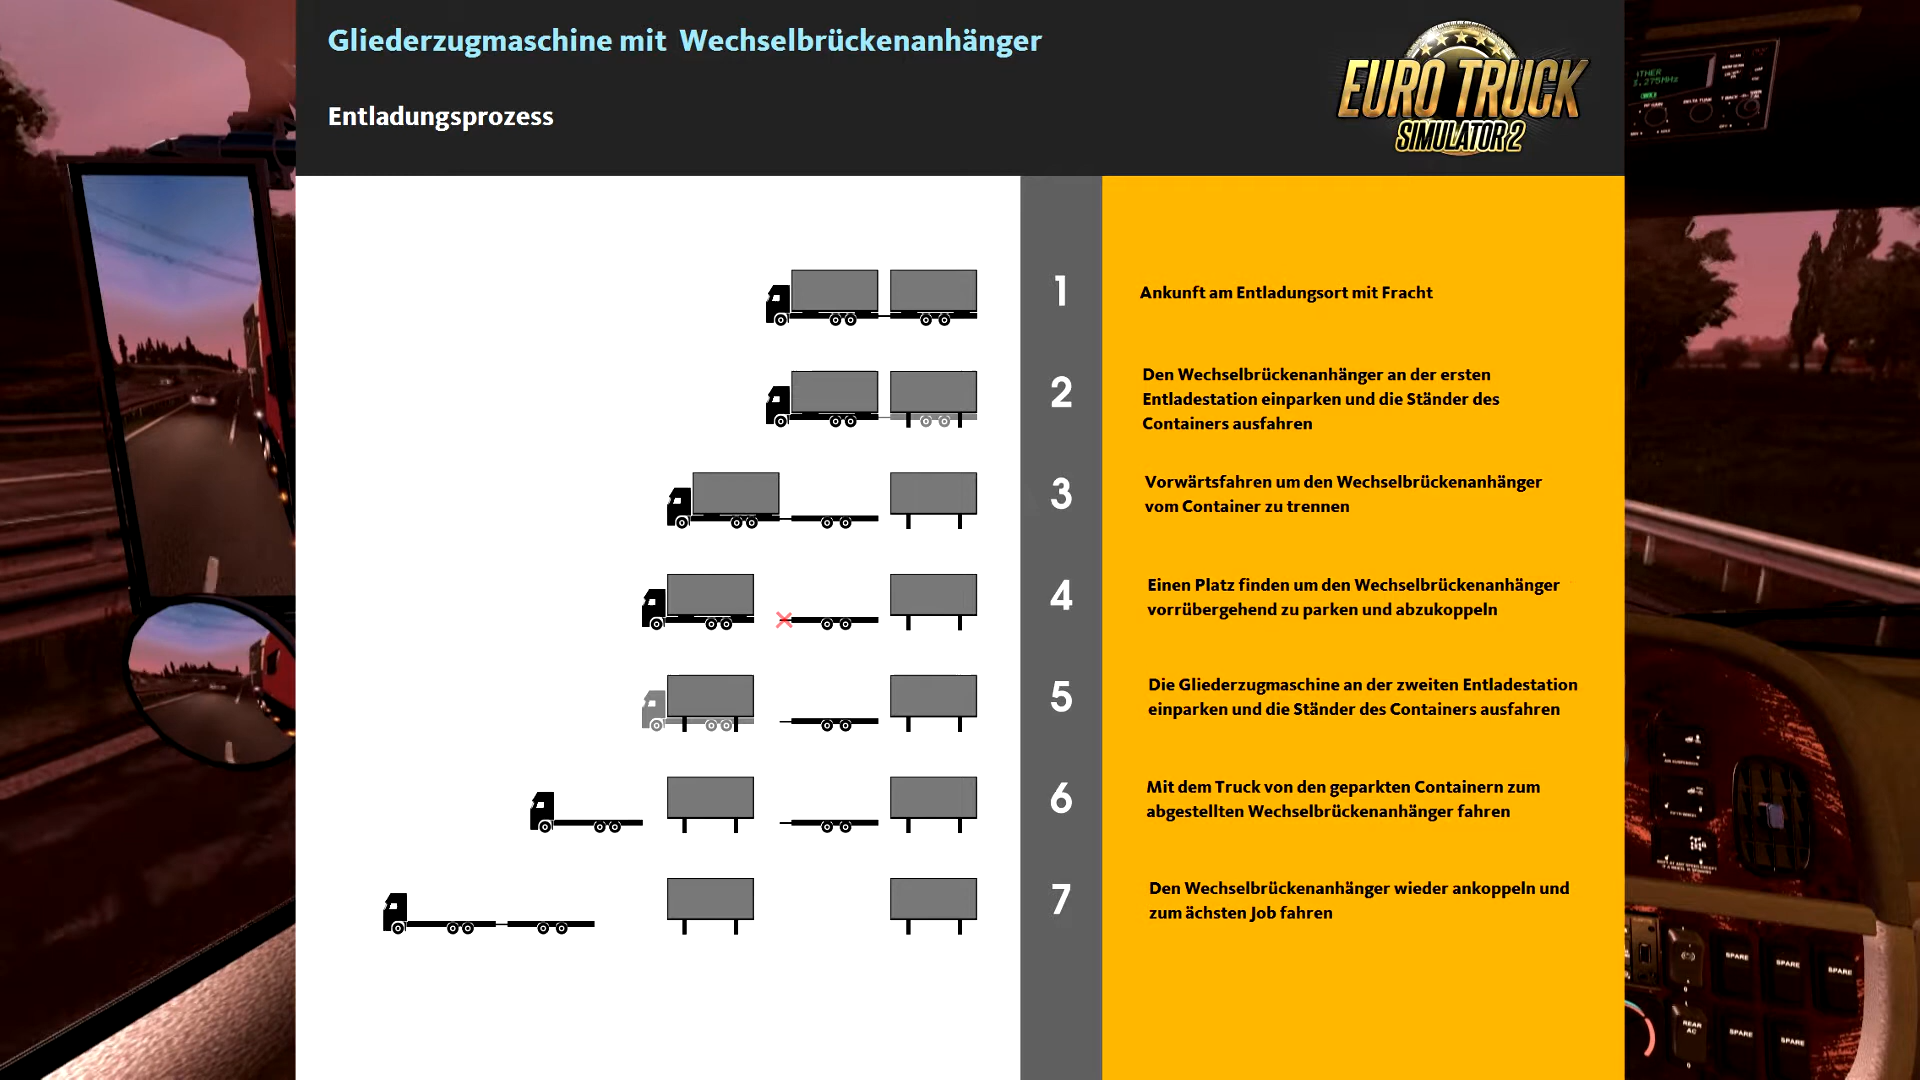 Gliederzugmaschine mit Wechselbrückenanhänger
Entladungsprozess
EURO TRUCK
SIMULATOR 2
1
Ankunft am Entladungsort mit Fracht
2
Den Wechselbrückenanhänger an der ersten
Entladestation einparken und die Ständer des
Containers ausfahren
3
Vorwärtsfahren um den Wechselbrückenanhänger
vom Container zu trennen
4
Einen Platz finden um den Wechselbrückenanhänger
vorrübergehend zu parken und abzukoppeln
5
Die Gliederzugmaschine an der zweiten Entladestation
einparken und die Ständer des Containers ausfahren
6
Mit dem Truck von den geparkten Containern zum
abgestellten Wechselbrückenanhänger fahren
7
Den Wechselbrückenanhänger wieder ankoppeln und
zum ächsten Job fahren
SPARE
SPARE
SPARE
REAR
AC
SPARE
SPARE